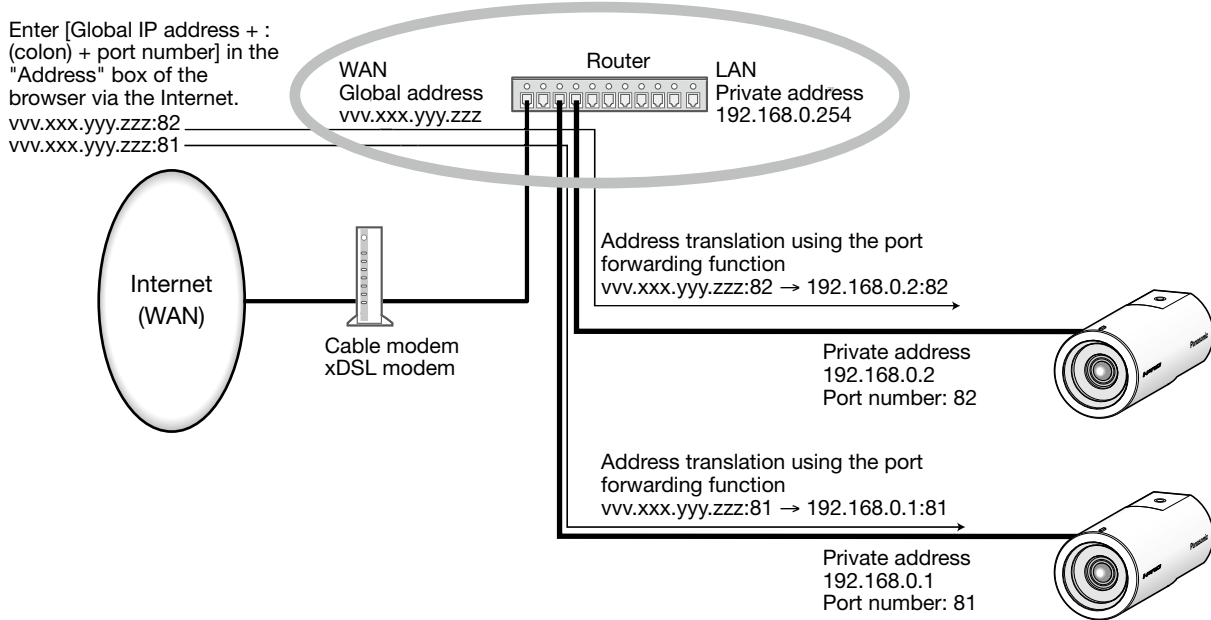 Enter [Global IP address + :
(colon) + port number] in the
"Address" box of the
browser via the Internet.
vvv.xxx.yyy.zzz:82
vvv.xxx.yyy.zzz:81
WAN
Global address
vvv.xxx.yyy.zzz
Router
LAN
Private address
192.168.0.254
Internet
(WAN)
Cable modem
xDSL modem
Address translation using the port
forwarding function
vvv.xxx.yyy.zzz:82 → 192.168.0.2:82
Private address
192.168.0.2
Port number: 82
Panasonic
Address translation using the port
forwarding function
vvv.xxx.yyy.zzz:81 → 192.168.0.1:81
Private address
192.168.0.1
Port number: 81
Panasonic